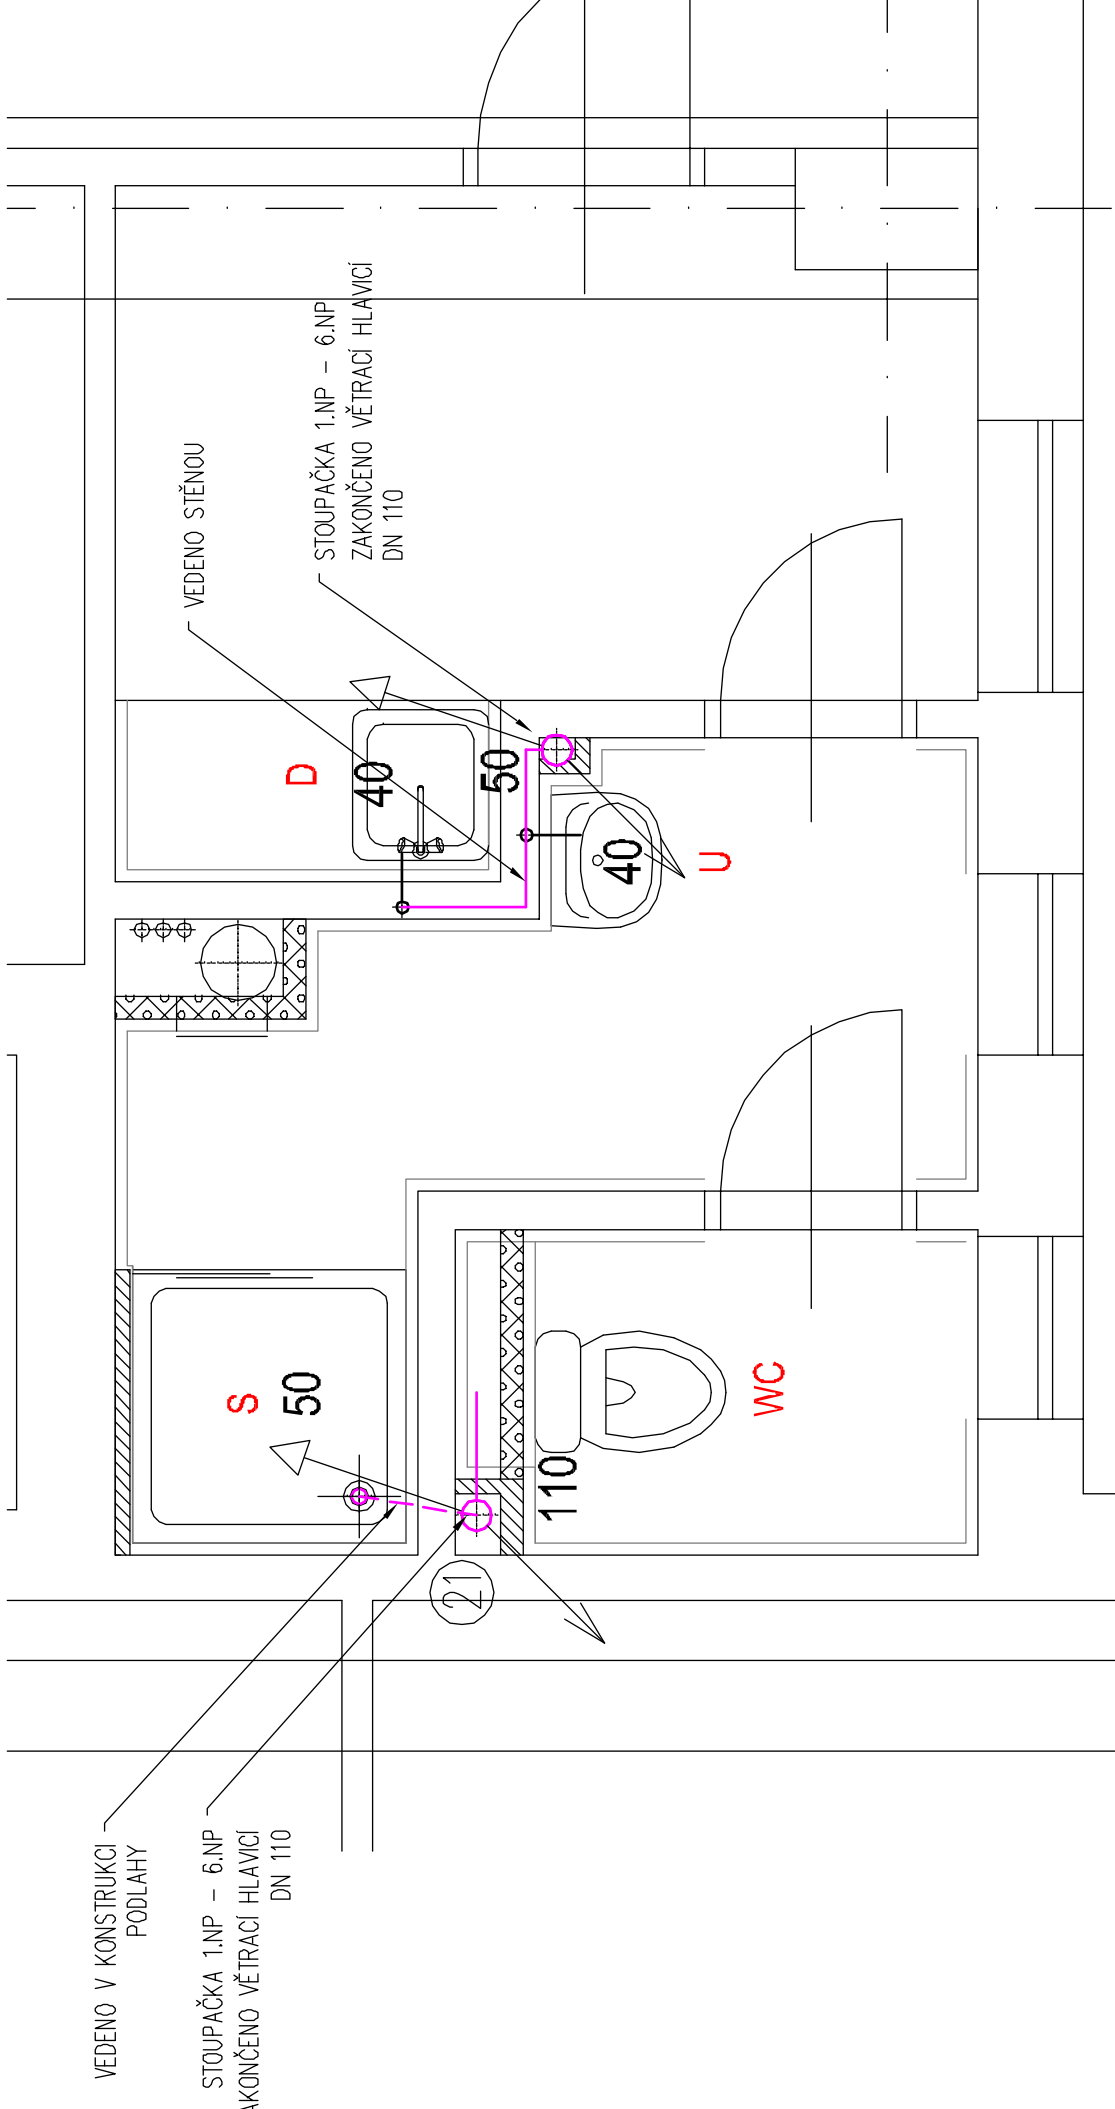 VEDENO STĚNOU
STOUPAČKA 1.NP - 6.NP
ZAKONČENO VĚTRACÍ HLAVICÍ
DN 110
D
40
50
40
U
S
50
WC
110
21
VEDENO V KONSTRUKCI
PODLAHY
STOUPAČKA 1.NP - 6.NP
AKONČENO VĚTRACÍ HLAVICÍ
DN 110